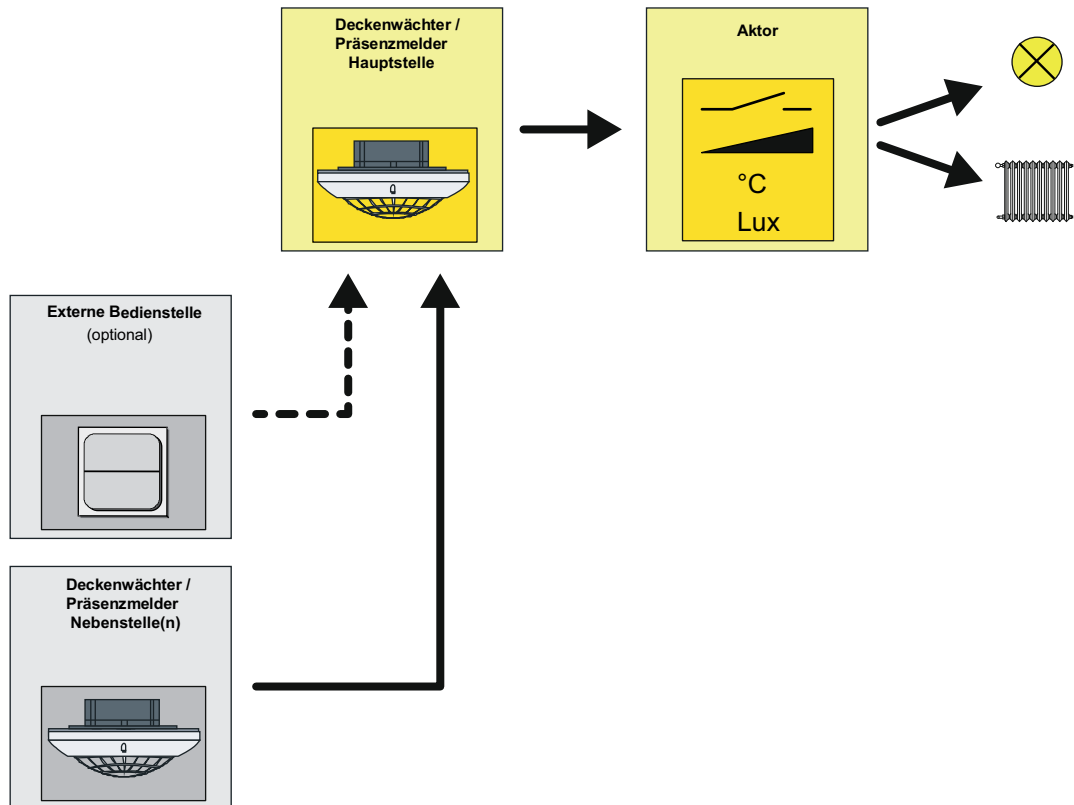 Deckenwächter /
Präsenzmelder
Hauptstelle
Aktor
°C
Lux
Externe Bedienstelle
(optional)
Deckenwächter /
Präsenzmelder
Nebenstelle(n)